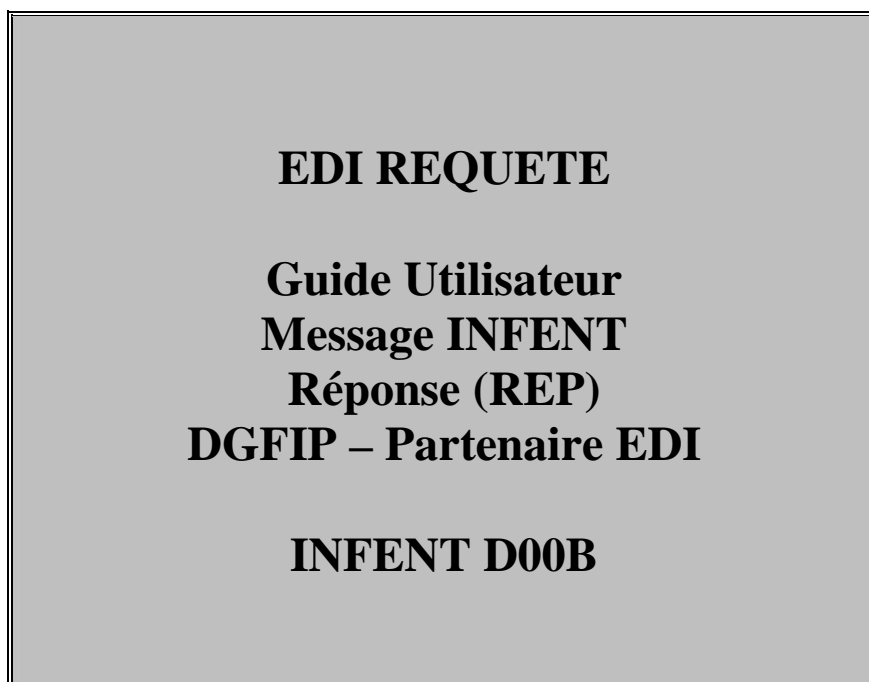 EDI REQUETE
Guide Utilisateur
Message INFENT
Réponse (REP)
DGFIP – Partenaire EDI
INFENT D00B